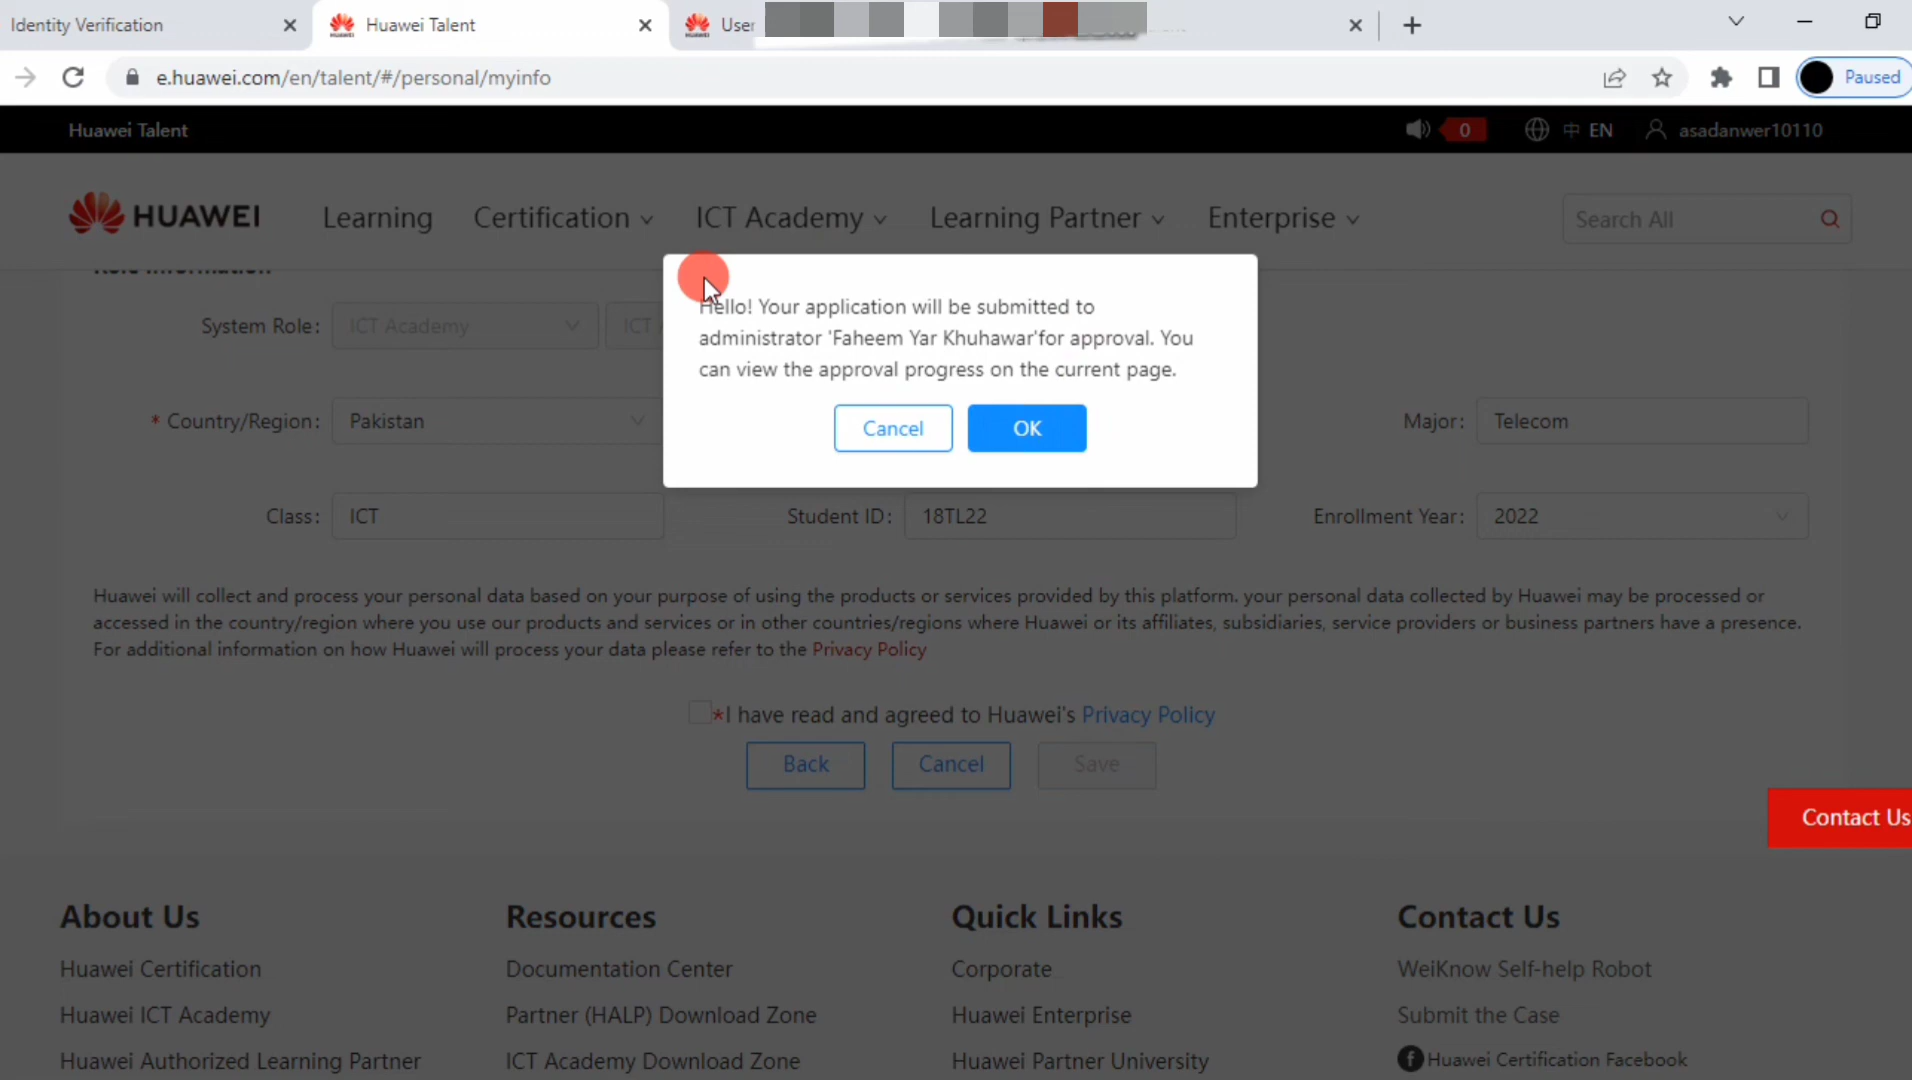 Identity Verification
Huawei Talent
User
e.huawei.com/en/talent/#/personal/myinfo
Paused
Huawei Talent
0
中 EN
asadanwer10110
HUAWEI
Learning
Certification
ICT Academy
Learning Partner
Enterprise
Search All
Hello! Your application will be submitted to
administrator 'Faheem Yar Khuhawar'for approval. You
can view the approval progress on the current page.
Cancel
OK
System Role:
ICT Academy
ICT
* Country/Region:
Pakistan
Major:
Telecom
Class:
ICT
Student ID:
18TL22
Enrollment Year:
2022
Huawei will collect and process your personal data based on your purpose of using the products or services provided by this platform. your personal data collected by Huawei may be processed or
accessed in the country/region where you use our products and services or in other countries/regions where Huawei or its affiliates, subsidiaries, service providers or business partners have a presence.
For additional information on how Huawei will process your data please refer to the Privacy Policy
*I have read and agreed to Huawei's Privacy Policy
Back
Cancel
Save
Contact Us
About Us
Huawei Certification
Huawei ICT Academy
Huawei Authorized Learning Partner
Resources
Documentation Center
Partner (HALP) Download Zone
ICT Academy Download Zone
Quick Links
Corporate
Huawei Enterprise
Huawei Partner University
Contact Us
WeiKnow Self-help Robot
Submit the Case
Huawei Certification Facebook